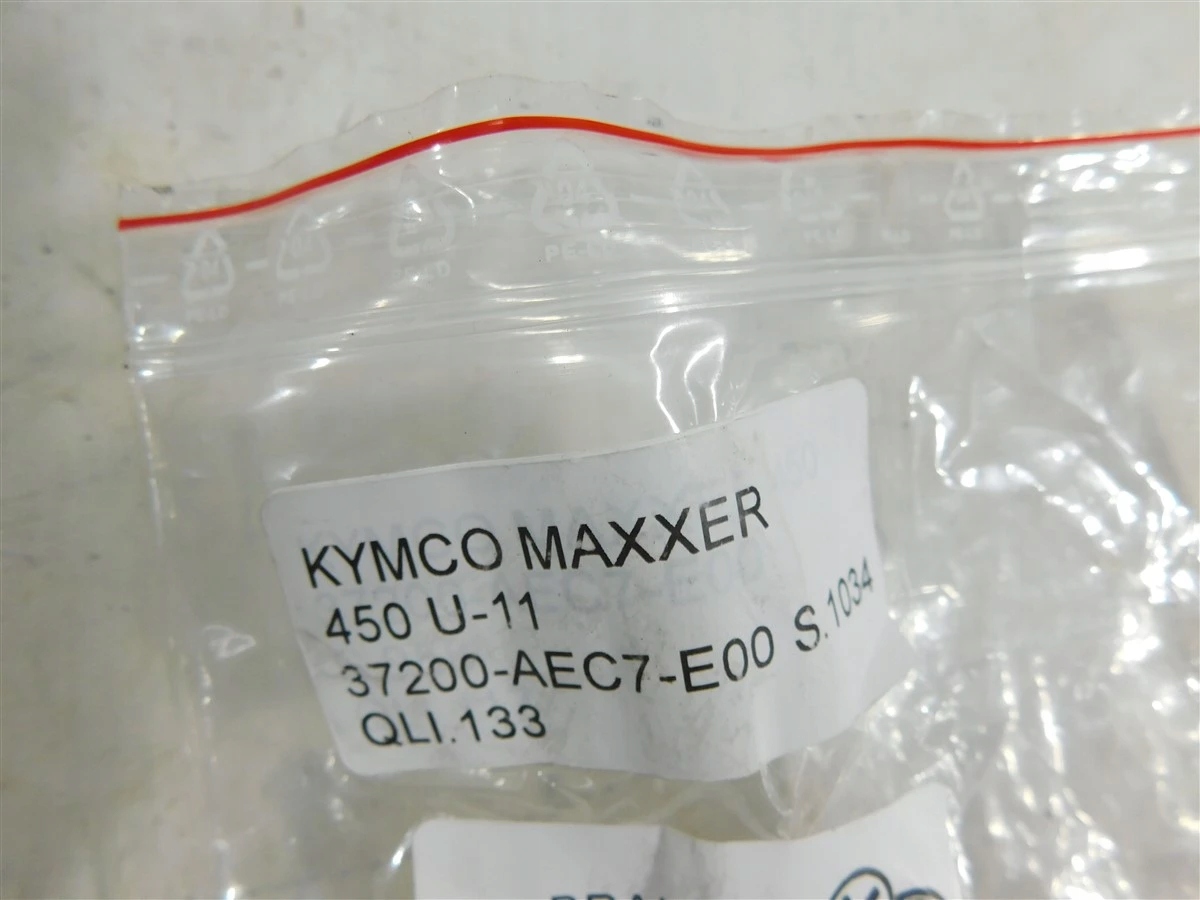 KYMCO MAXXER
450 U-11
37200-AEC7-E00 S.1034
QLI.133